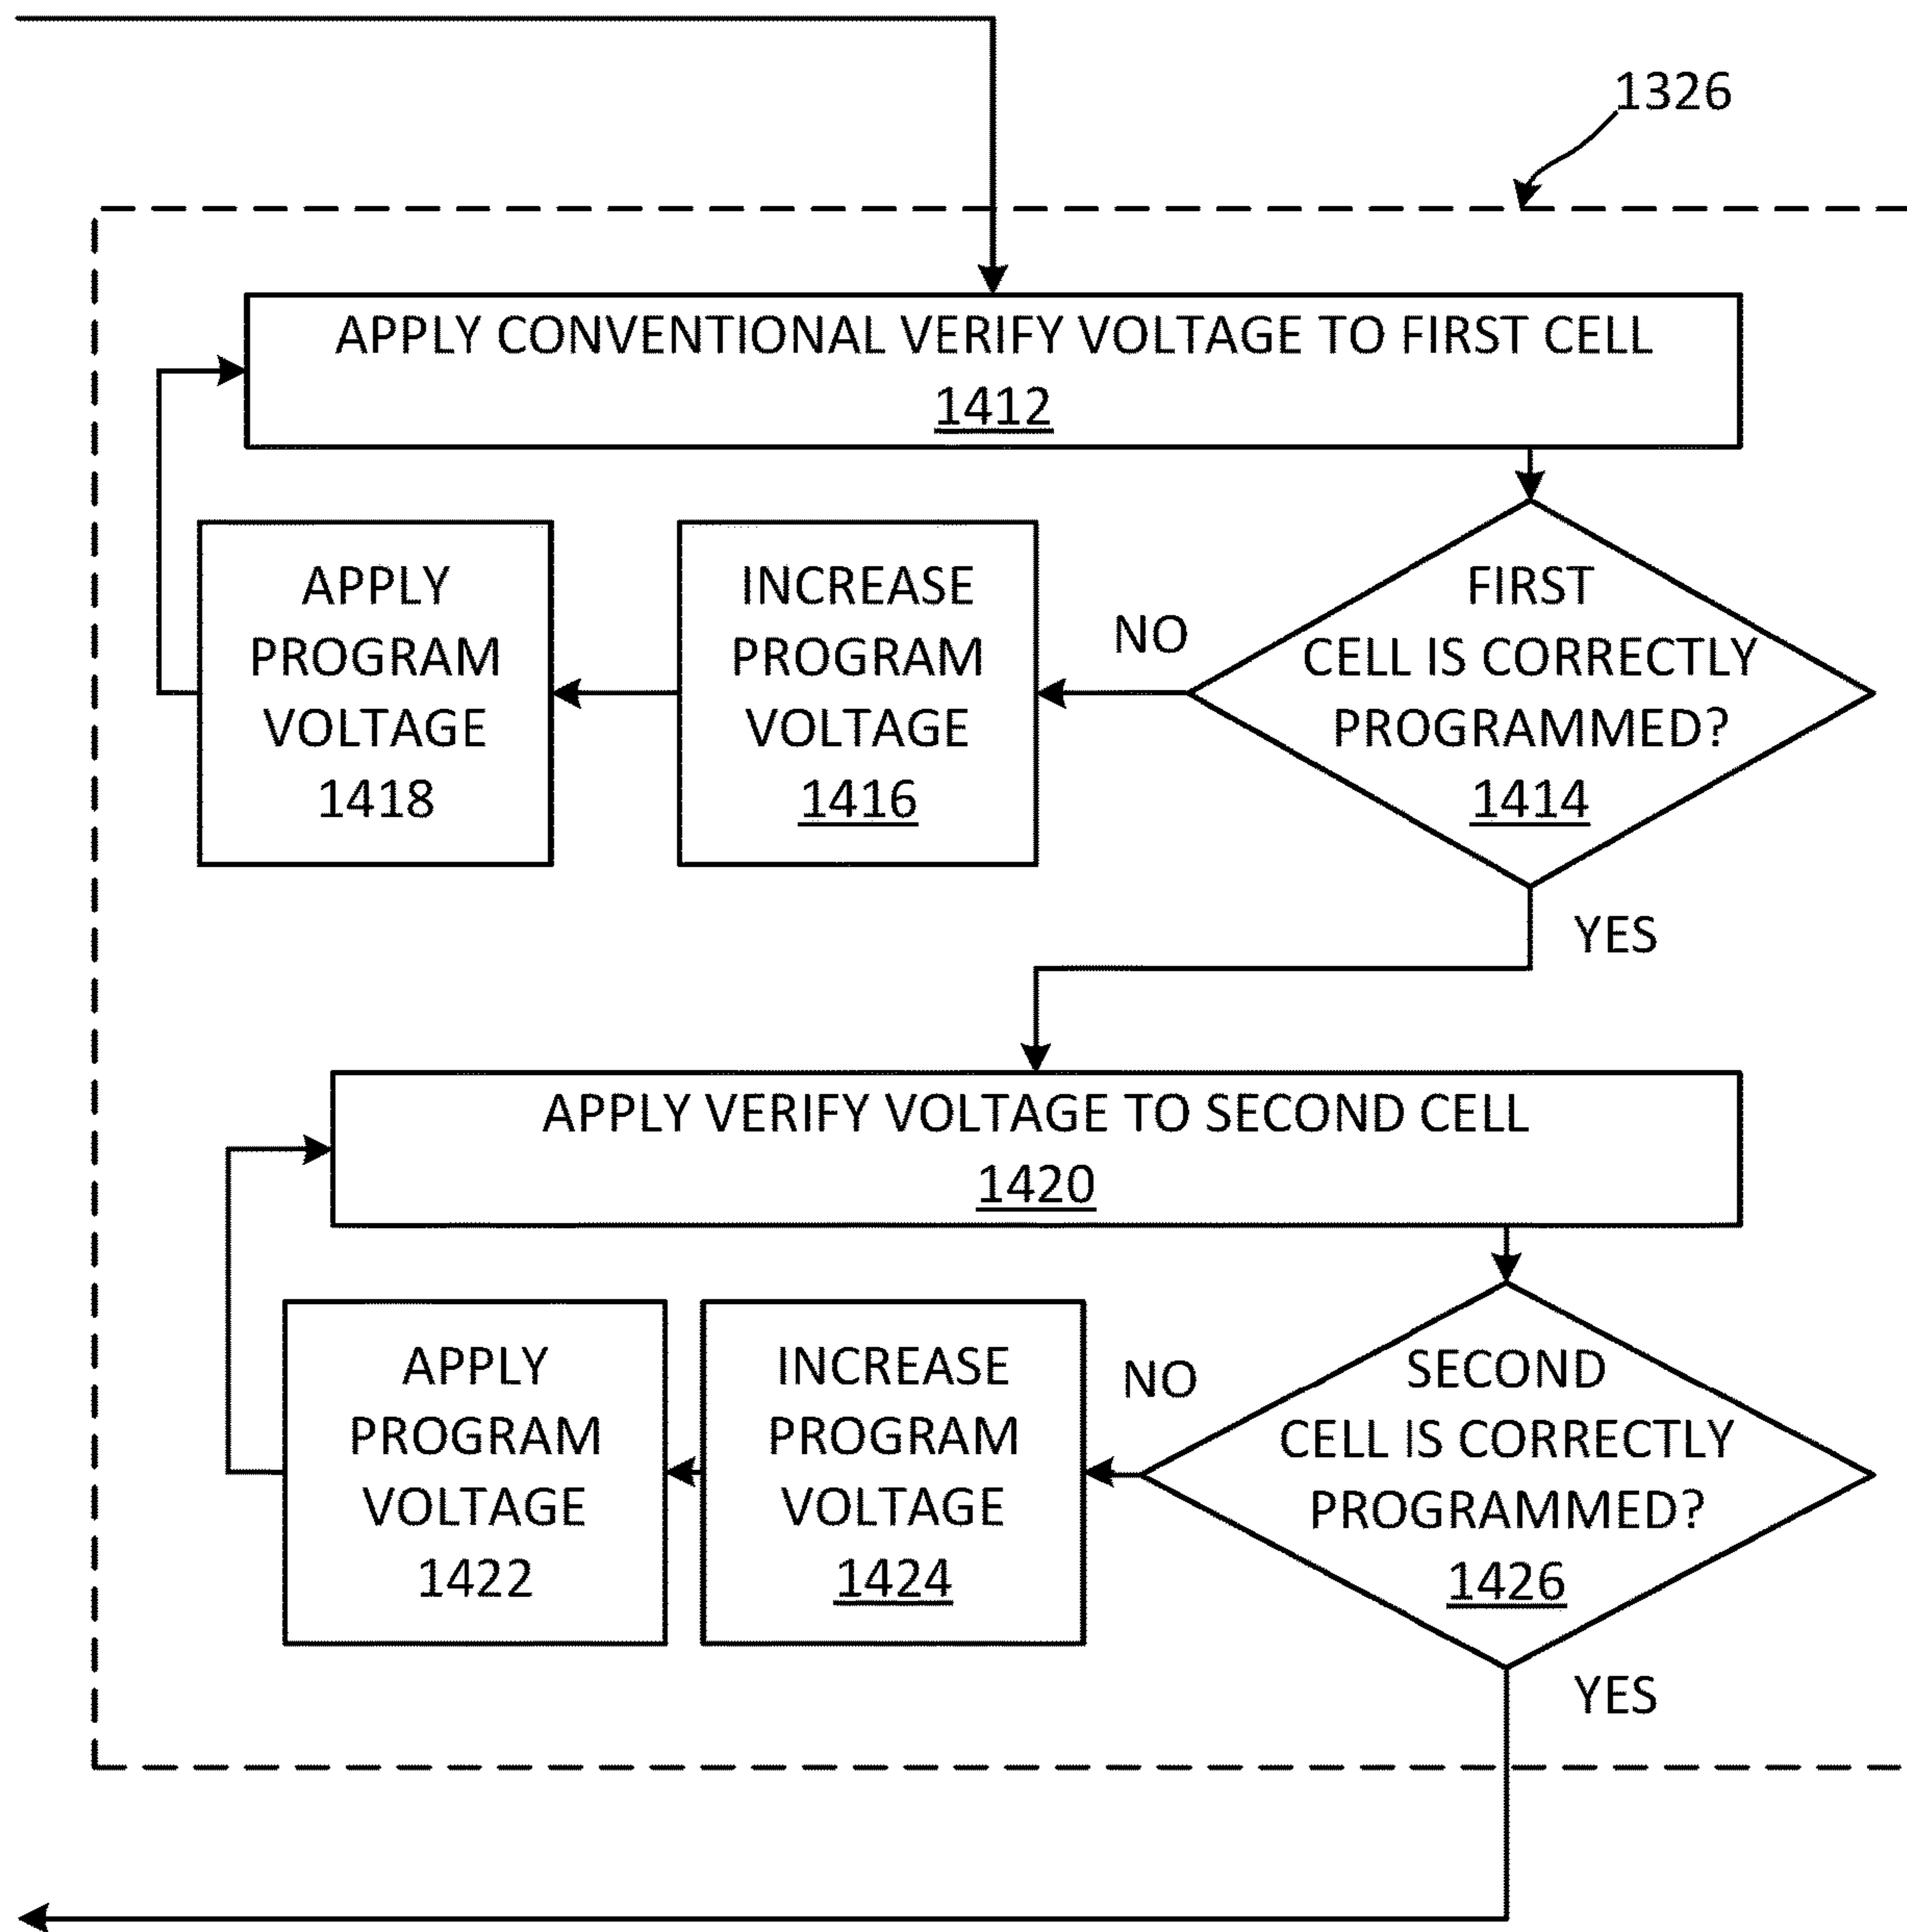 1326
APPLY CONVENTIONAL VERIFY VOLTAGE TO FIRST CELL
1412
APPLY
PROGRAM
VOLTAGE
1418
INCREASE
PROGRAM
VOLTAGE
1416
NO
FIRST
CELL IS CORRECTLY
PROGRAMMED?
1414
YES
APPLY VERIFY VOLTAGE TO SECOND CELL
1420
APPLY
PROGRAM
VOLTAGE
1422
INCREASE
PROGRAM
VOLTAGE
1424
NO
SECOND
CELL IS CORRECTLY
PROGRAMMED?
1426
YES